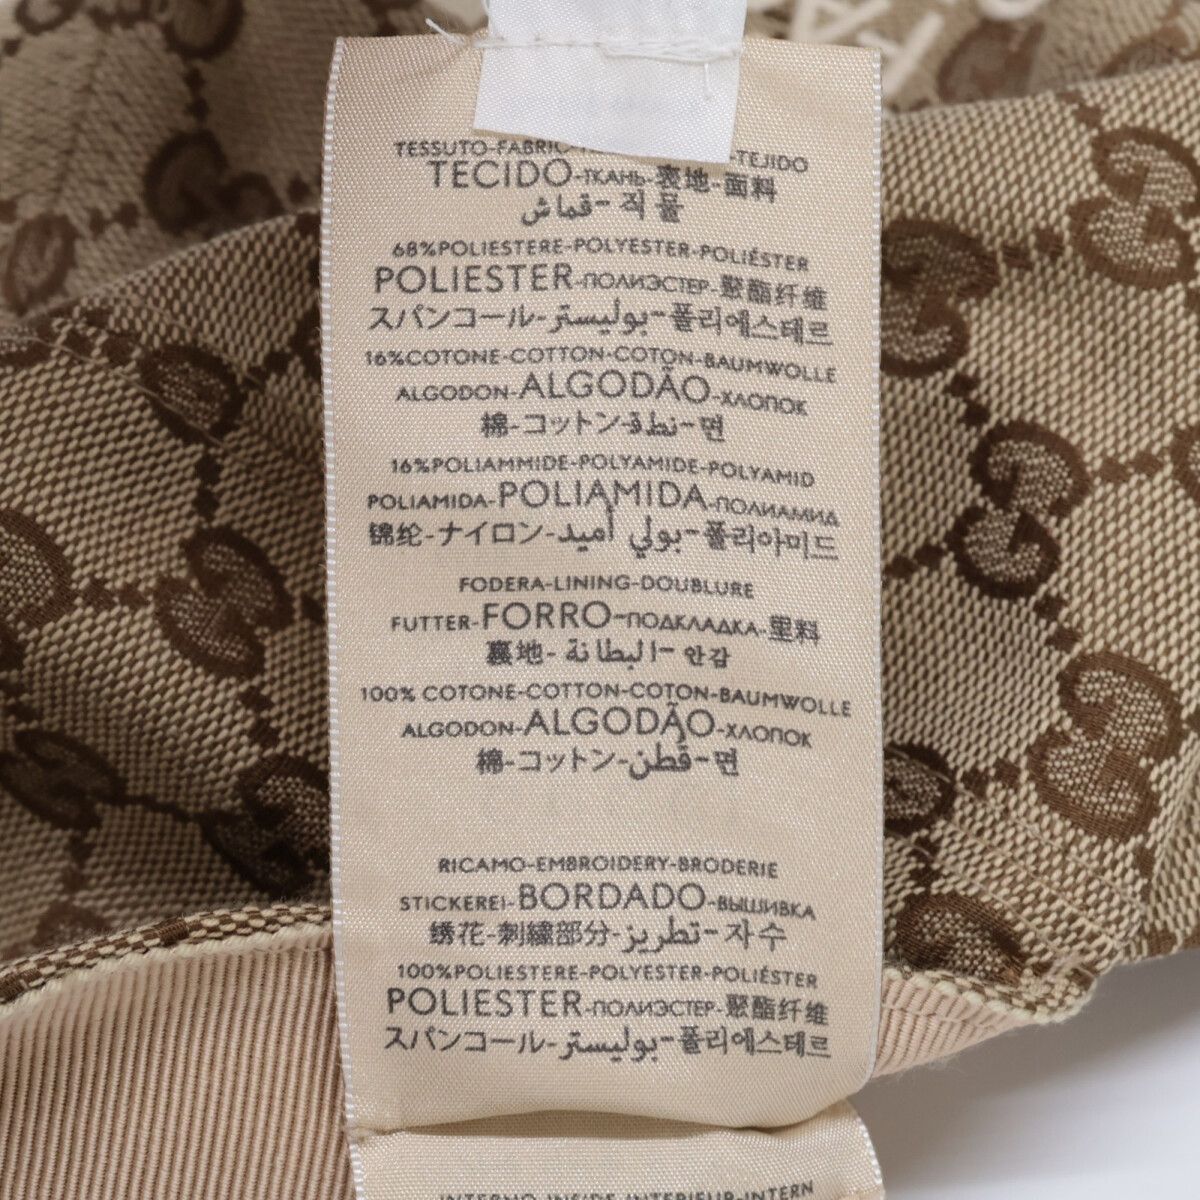 TESSUTO-FABRIC-TEJIDO
TECIDO-ТКАНЬ-表地-面料
قماش-직물
68%POLIESTERE-POLYESTER-POLIÉSTER
POLIESTER-ПОЛИЭСТЕР-聚酯纤维
スパンコール-بوليستر-폴리에스테르
16%COTONE-COTTON-COTON-BAUMWOLLE
ALGODON-ALGODÃO-ХЛОПОК
棉-コットン-نطقة-면
16%POLIAMMIDE-POLYAMIDE-POLYAMID
POLIAMIDA-POLIAMIDA-ПОЛИАМИД
锦纶-ナイロン-بولي أميد-폴리아미드
FODERA-LINING-DOUBLURE
FUTTER-FORRO-ПОДКЛАДКА-里料
裏地-البطانة-안감
100% COTONE-COTTON-COTON-BAUMWOLLE
ALGODON-ALGODÃO-ХЛОПОК
棉-コットン-قطن-면
RICAMO-EMBROIDERY-BRODERIE
STICKEREI-BORDADO-ВЫШИВКА
绣花-刺繍部分-تطريز-자수
100%POLIESTERE-POLYESTER-POLIÉSTER
POLIESTER-ПОЛИЭСТЕР-聚酯纤维
スパンコール-بوليستر-폴리에스테르
INTERNO-INSIDE-INTERIEUR-INTERN